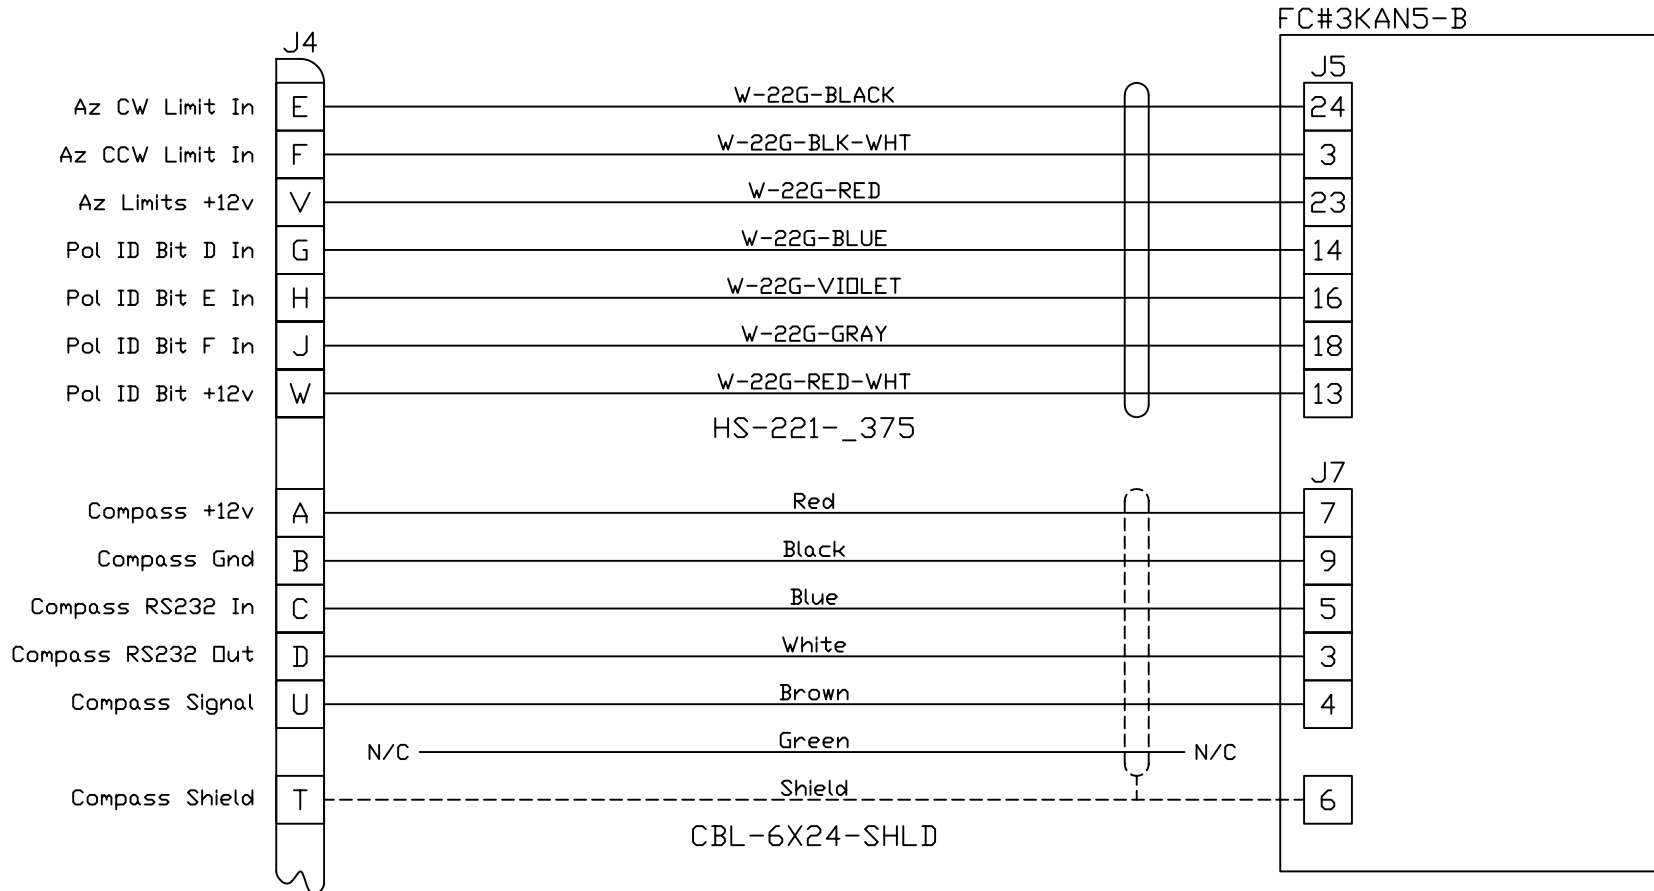 FC#3KAN5-B
J4
J5
Az CW Limit In E W-22G-BLACK 24
Az CCW Limit In F W-22G-BLK-WHT 3
Az Limits +12v V W-22G-RED 23
Pol ID Bit D In G W-22G-BLUE 14
Pol ID Bit E In H W-22G-VIOLET 16
Pol ID Bit F In J W-22G-GRAY 18
Pol ID Bit +12v W W-22G-RED-WHT 13
HS-221-_375
J7
Compass +12v A Red 7
Compass Gnd B Black 9
Compass RS232 In C Blue 5
Compass RS232 Out D White 3
Compass Signal U Brown 4
N/C Green N/C
Compass Shield T Shield 6
CBL-6X24-SHLD